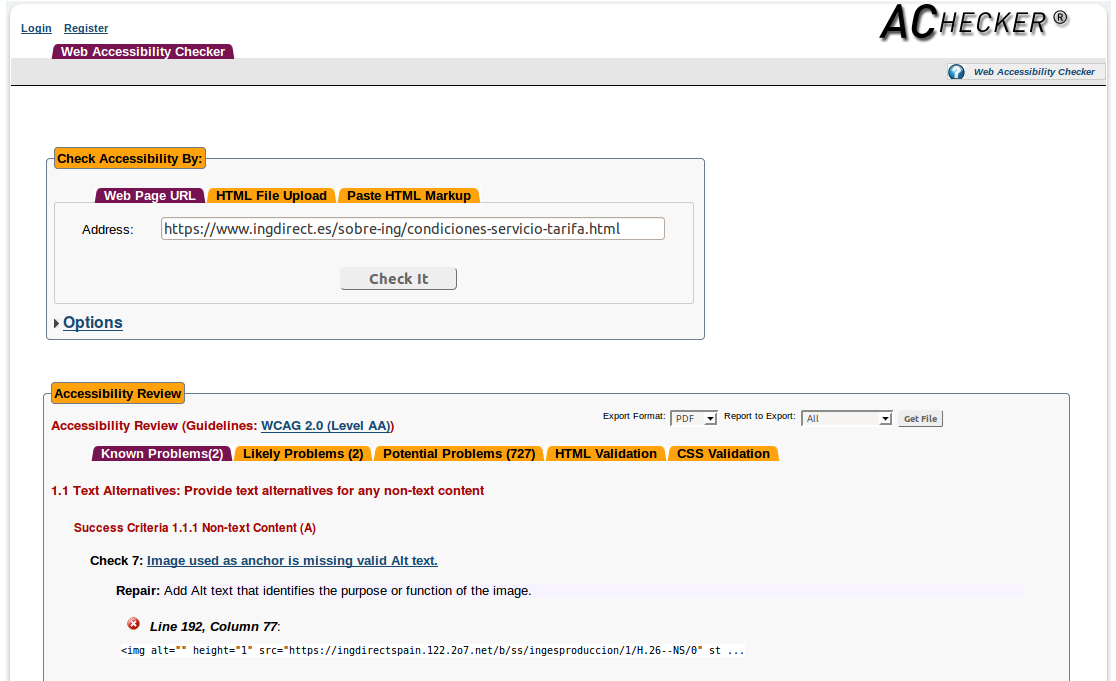 Login Register
ACHECKER ®
Web Accessibility Checker
Web Accessibility Checker
Check Accessibility By:
Web Page URL HTML File Upload Paste HTML Markup
Address: https://www.ingdirect.es/sobre-ing/condiciones-servicio-tarifa.html
Check It
Options
Accessibility Review
Export Format: PDF Report to Export: All Get File
Accessibility Review (Guidelines: WCAG 2.0 (Level AA))
Known Problems(2) Likely Problems (2) Potential Problems (727) HTML Validation CSS Validation
1.1 Text Alternatives: Provide text alternatives for any non-text content
Success Criteria 1.1.1 Non-text Content (A)
Check 7: Image used as anchor is missing valid Alt text.
Repair: Add Alt text that identifies the purpose or function of the image.
Line 192, Column 77:
<img alt="" height="1" src="https://ingdirectspain.122.2o7.net/b/ss/ingesproduccion/1/H.26--NS/0" st ...